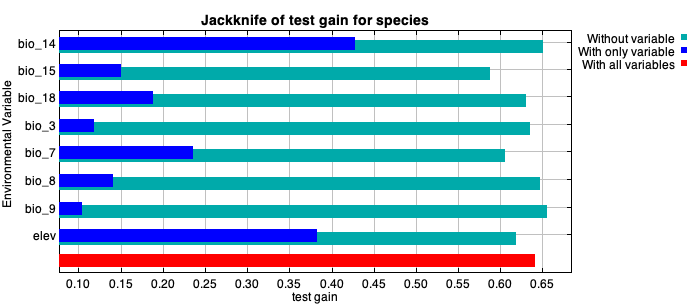 Jackknife of test gain for species
Without variable
With only variable
With all variables
Environmental Variable
bio_14
bio_15
bio_18
bio_3
bio_7
bio_8
bio_9
elev
0.10 0.15 0.20 0.25 0.30 0.35 0.40 0.45 0.50 0.55 0.60 0.65
test gain